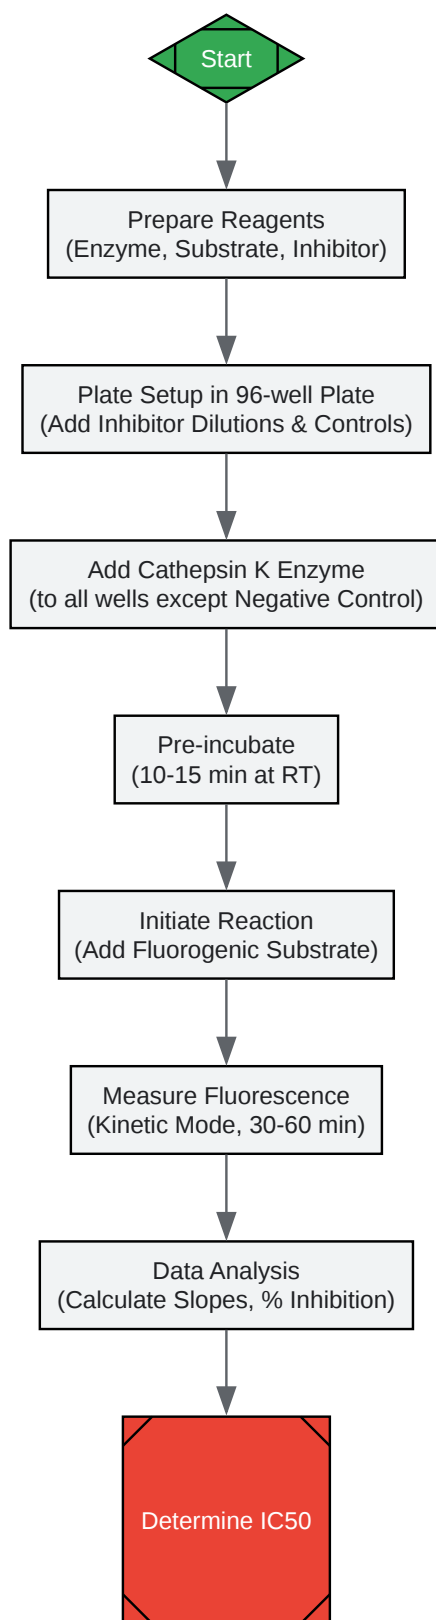 Start
Prepare Reagents
(Enzyme, Substrate, Inhibitor)
Plate Setup in 96-well Plate
(Add Inhibitor Dilutions & Controls)
Add Cathepsin K Enzyme
(to all wells except Negative Control)
Pre-incubate
(10-15 min at RT)
Initiate Reaction
(Add Fluorogenic Substrate)
Measure Fluorescence
(Kinetic Mode, 30-60 min)
Data Analysis
(Calculate Slopes, % Inhibition)
Determine IC50